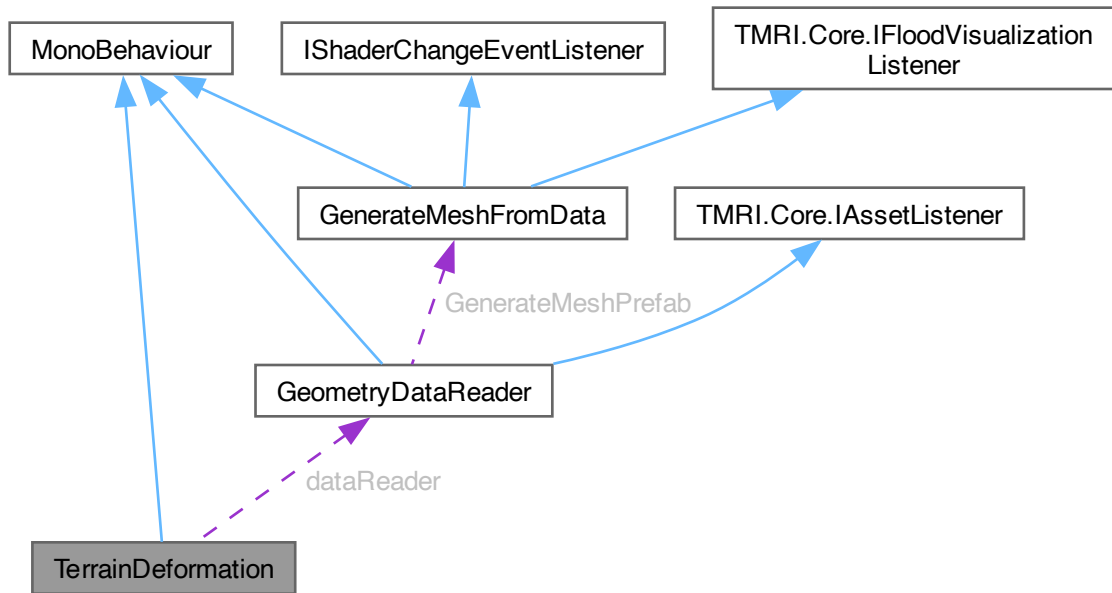 MonoBehaviour
IShaderChangeEventListener
TMRI.Core.IFloodVisualization
Listener
GenerateMeshFromData
TMRI.Core.IAssetListener
GenerateMeshPrefab
GeometryDataReader
dataReader
TerrainDeformation